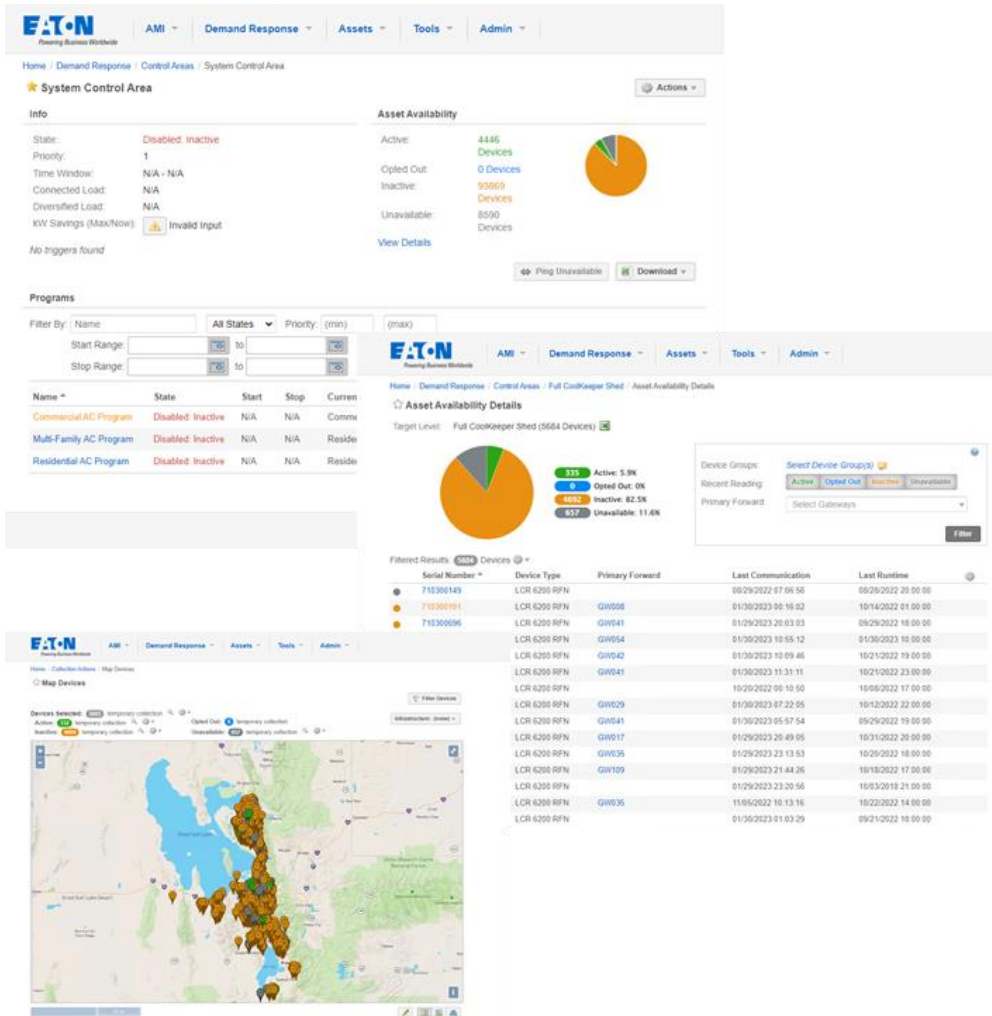 EATON
Powering Business Worldwide
AMI Demand Response Assets Tools Admin
Home / Demand Response / Control Areas / System Control Area
System Control Area
Actions
Info
State: Disabled: Inactive
Priority: 1
Time Window: N/A - N/A
Connected Load: N/A
Diversified Load: N/A
kW Savings (Max/Now): Invalid Input
No triggers found
Asset Availability
Active: 4446 Devices
Opted Out: 0 Devices
Inactive: 93869 Devices
Unavailable: 8590 Devices
View Details
Ping Unavailable Download
Programs
Filter By: Name All States Priority: (min) (max)
Start Range: to
Stop Range: to
Name State Start Stop Curren
Commercial AC Program Disabled: Inactive N/A N/A Comme
Multi-Family AC Program Disabled: Inactive N/A N/A Reside
Residential AC Program Disabled: Inactive N/A N/A Reside
EATON
Powering Business Worldwide
AMI Demand Response Assets Tools Admin
Home / Demand Response / Control Areas / Full CoolKeeper Shed / Asset Availability Details
Asset Availability Details
Target Level: Full CoolKeeper Shed (5684 Devices)
335 Active: 5.9%
0 Opted Out: 0%
4692 Inactive: 82.5%
657 Unavailable: 11.6%
Device Groups: Select Device Group(s)
Recent Reading: Active Opted Out Inactive Unavailable
Primary Forward: Select Gateways
Filter
Filtered Results: 5684 Devices
Serial Number Device Type Primary Forward Last Communication Last Runtime
710300149 LCR 6200 RFN 08/29/2022 07:06:56 08/28/2022 20:00:00
710300191 LCR 6200 RFN GW008 01/30/2023 00:16:02 10/14/2022 01:00:00
710300696 LCR 6200 RFN GW041 01/29/2023 20:03:03 09/29/2022 18:00:00
LCR 6200 RFN GW054 01/30/2023 10:55:12 01/30/2023 10:00:00
LCR 6200 RFN GW042 01/30/2023 10:09:46 10/21/2022 19:00:00
LCR 6200 RFN GW041 01/30/2023 11:31:11 10/21/2022 23:00:00
LCR 6200 RFN 10/20/2022 00:10:50 10/08/2022 17:00:00
LCR 6200 RFN GW029 01/30/2023 07:22:05 10/12/2022 22:00:00
LCR 6200 RFN GW041 01/30/2023 05:57:54 09/29/2022 19:00:00
LCR 6200 RFN GW017 01/29/2023 20:49:05 10/31/2022 20:00:00
LCR 6200 RFN GW035 01/29/2023 23:13:53 10/20/2022 18:00:00
LCR 6200 RFN GW109 01/29/2023 21:44:26 10/18/2022 17:00:00
LCR 6200 RFN 01/29/2023 23:20:56 10/03/2018 21:00:00
LCR 6200 RFN GW035 11/05/2022 10:13:16 10/22/2022 14:00:00
LCR 6200 RFN 01/30/2023 01:03:29 09/21/2022 18:00:00
EATON
Powering Business Worldwide
AMI Demand Response Assets Tools Admin
Home / Collection Actions / Map Devices
Map Devices
Filter Devices
Devices Selected: temporary collection
Active: temporary collection Opted Out: 0 temporary collection
Inactive: temporary collection Unavailable: temporary collection
Great Salt Lake
Great Salt Lake Desert